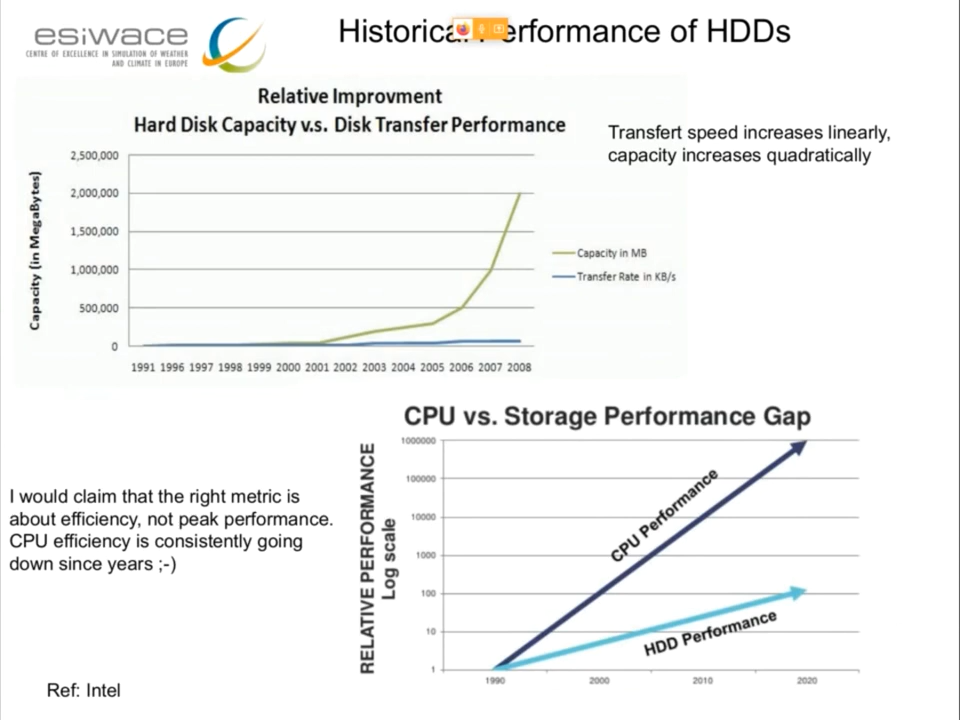 esiwace
CENTRE OF EXCELLENCE IN SIMULATION OF WEATHER
AND CLIMATE IN EUROPE
Historical Performance of HDDs
Relative Improvment
Hard Disk Capacity v.s. Disk Transfer Performance
Transfert speed increases linearly,
capacity increases quadratically
Capacity (in MegaBytes)
2,500,000
2,000,000
1,500,000
1,000,000
500,000
0
1991 1996 1997 1998 1999 2000 2001 2002 2003 2004 2005 2006 2007 2008
Capacity in MB
Transfer Rate in KB/s
I would claim that the right metric is
about efficiency, not peak performance.
CPU efficiency is consistently going
down since years ;-)
CPU vs. Storage Performance Gap
RELATIVE PERFORMANCE
Log scale
1000000
100000
10000
1000
100
10
1
CPU Performance
HDD Performance
1990 2000 2010 2020
Ref: Intel